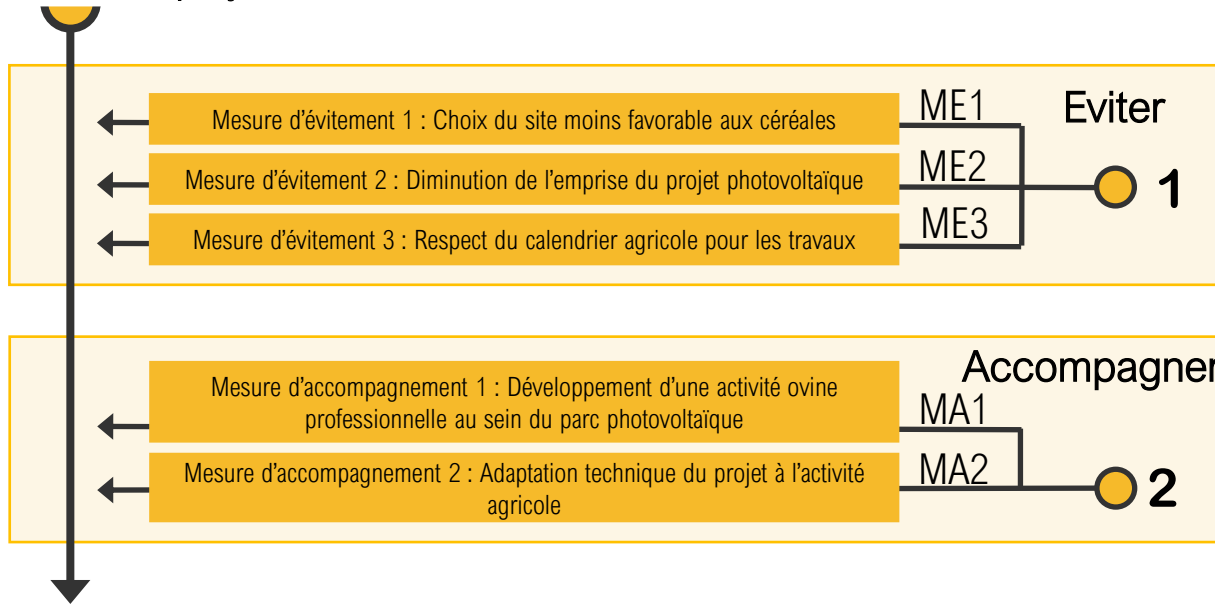 Mesure d'évitement 1 : Choix du site moins favorable aux céréales
ME1
Eviter
Mesure d'évitement 2 : Diminution de l'emprise du projet photovoltaïque
ME2
1
Mesure d'évitement 3 : Respect du calendrier agricole pour les travaux
ME3
Accompagner
Mesure d'accompagnement 1 : Développement d'une activité ovine
professionnelle au sein du parc photovoltaïque
MA1
Mesure d'accompagnement 2 : Adaptation technique du projet à l'activité
agricole
MA2
2